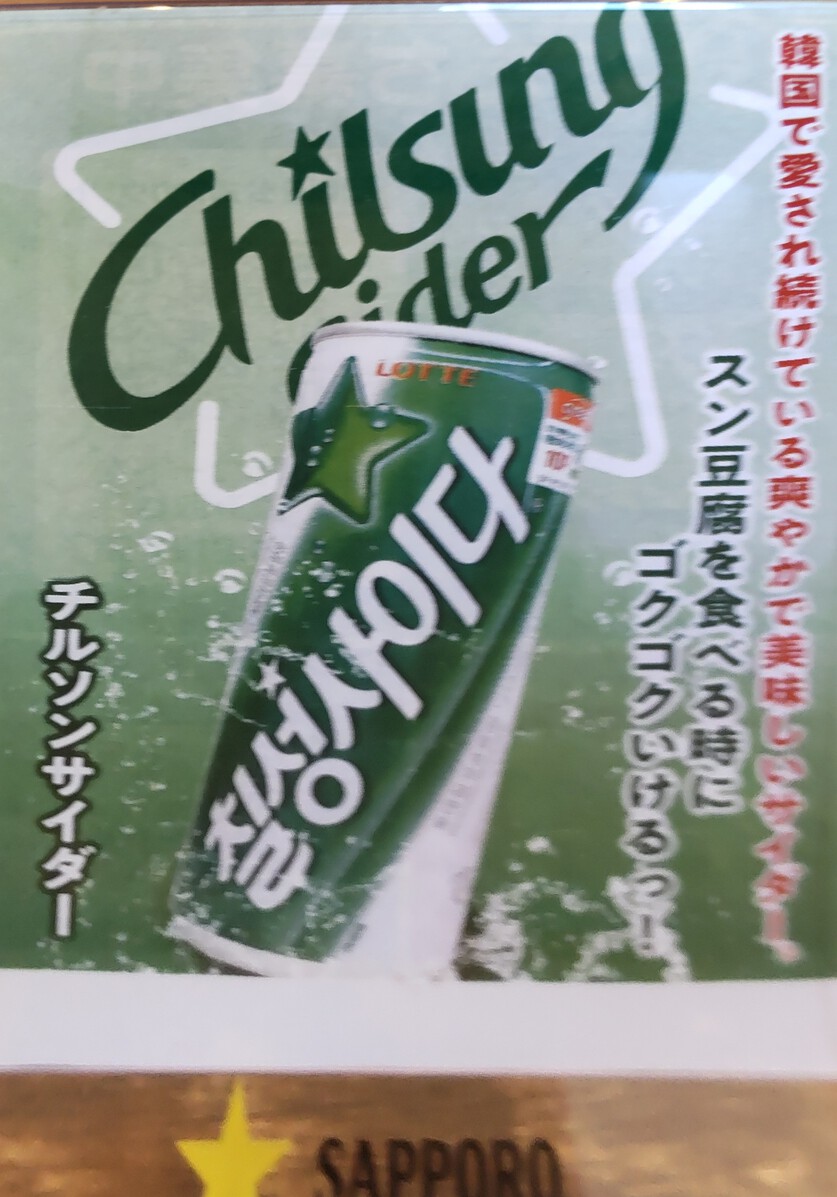 Chilsung
Cider
韓国で愛され続けている爽やかで美味しいサイダー、
スン豆腐を食べる時に
ゴクゴクいけるっ!
LOTTE
칠성사이다
チルソンサイダー
SAPPORO